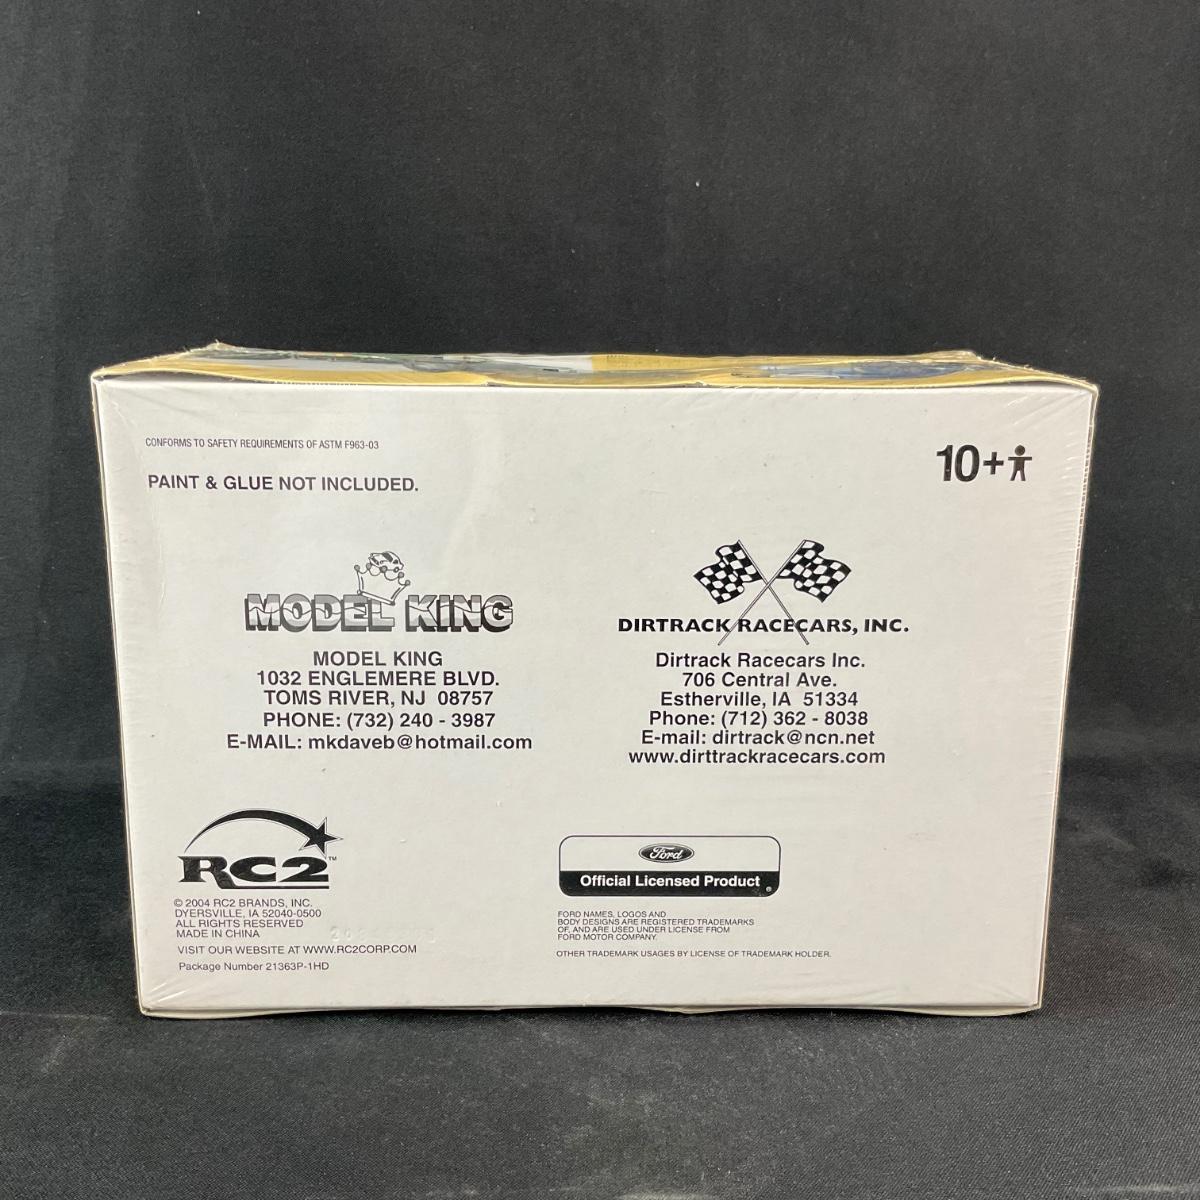 CONFORMS TO SAFETY REQUIREMENTS OF ASTM F963-03
PAINT & GLUE NOT INCLUDED.
10+
MODEL KING
MODEL KING
1032 ENGLEMERE BLVD.
TOMS RIVER, NJ 08757
PHONE: (732) 240 - 3987
E-MAIL: mkdaveb@hotmail.com
DIRTRACK RACECARS, INC.
Dirtrack Racecars Inc.
706 Central Ave.
Estherville, IA 51334
Phone: (712) 362 - 8038
E-mail: dirtrack@ncn.net
www.dirttrackracecars.com
RC2™
© 2004 RC2 BRANDS, INC.
DYERSVILLE, IA 52040-0500
ALL RIGHTS RESERVED
MADE IN CHINA
VISIT OUR WEBSITE AT WWW.RC2CORP.COM
Package Number 21363P-1HD
Ford
Official Licensed Product
FORD NAMES, LOGOS AND
BODY DESIGNS ARE REGISTERED TRADEMARKS
OF, AND ARE USED UNDER LICENSE FROM
FORD MOTOR COMPANY.
OTHER TRADEMARK USAGES BY LICENSE OF TRADEMARK HOLDER.